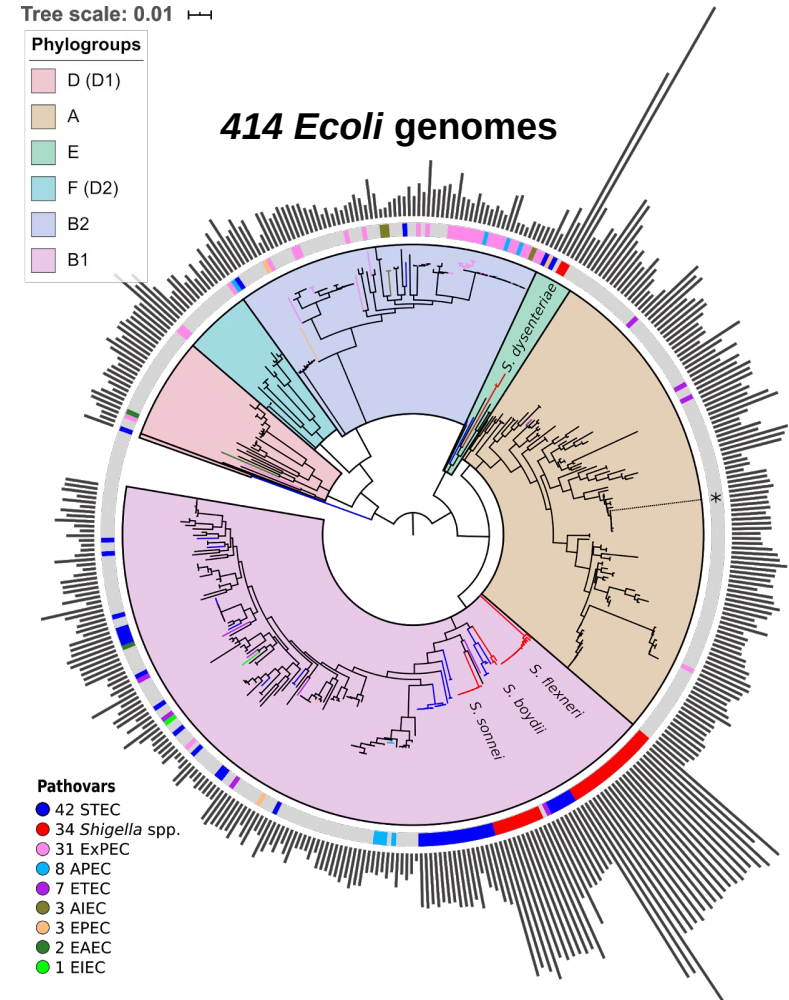 Tree scale: 0.01
Phylogroups
D (D1)
A
E
F (D2)
B2
B1
414 Ecoli genomes
S. dysenteriae
*
S. flexneri
S. boydii
S. sonnei
Pathovars
42 STEC
34 Shigella spp.
31 ExPEC
8 APEC
7 ETEC
3 AIEC
3 EPEC
2 EAEC
1 EIEC